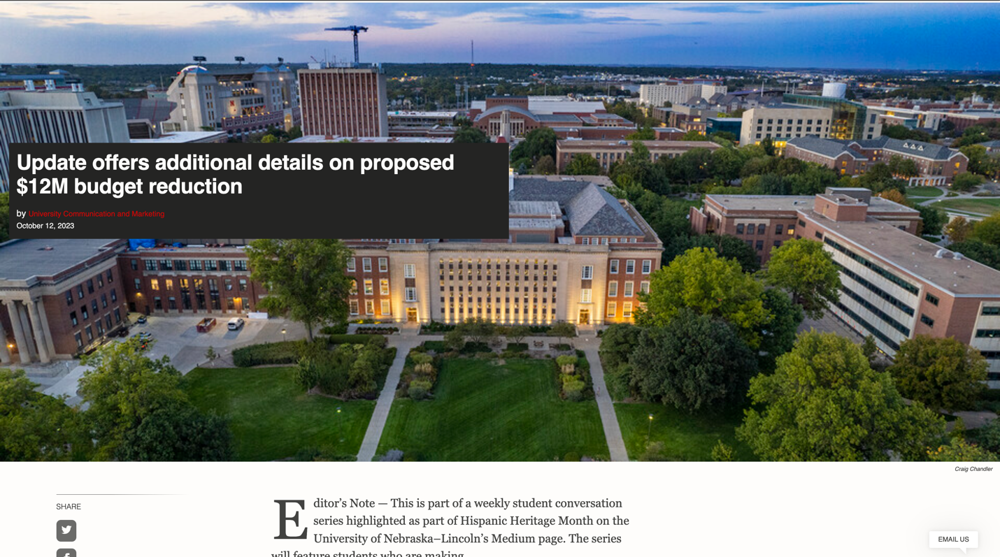 Update offers additional details on proposed
$12M budget reduction
by University Communication and Marketing
October 12, 2023
Craig Chandler
SHARE
Editor’s Note — This is part of a weekly student conversation
series highlighted as part of Hispanic Heritage Month on the
University of Nebraska–Lincoln’s Medium page. The series
will feature students who are making
EMAIL US